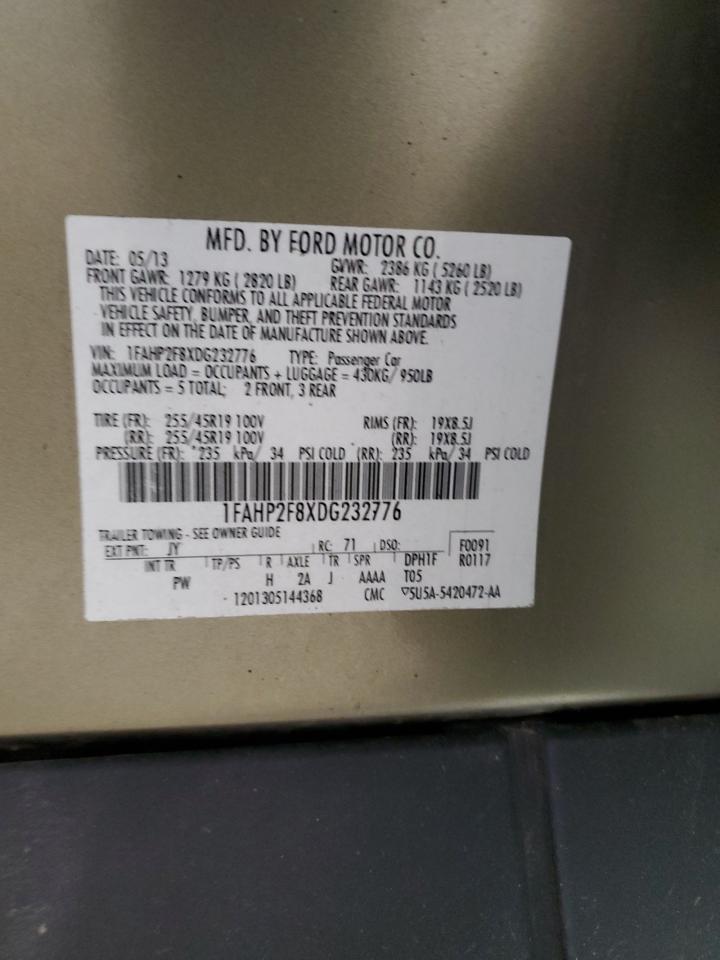 MFD. BY FORD MOTOR CO.
DATE: 05/13 GVWR: 2386 KG ( 5260 LB)
FRONT GAWR: 1279 KG ( 2820 LB) REAR GAWR: 1143 KG ( 2520 LB)
THIS VEHICLE CONFORMS TO ALL APPLICABLE FEDERAL MOTOR
VEHICLE SAFETY, BUMPER, AND THEFT PREVENTION STANDARDS
IN EFFECT ON THE DATE OF MANUFACTURE SHOWN ABOVE.
VIN: 1FAHP2F8XDG232776 TYPE: Passenger Car
MAXIMUM LOAD = OCCUPANTS + LUGGAGE = 430KG/ 950LB
OCCUPANTS = 5 TOTAL; 2 FRONT, 3 REAR
TIRE (FR): 255/45R19 100V RIMS (FR): 19X8.5J
(RR): 255/45R19 100V (RR): 19X8.5J
PRESSURE (FR): 235 kPa/ 34 PSI COLD (RR): 235 kPa/ 34 PSI COLD
1FAHP2F8XDG232776
TRAILER TOWING - SEE OWNER GUIDE
EXT PNT: JY RC: 71 DSO: F0091
INT TR TP/PS R AXLE TR SPR DPH1F R0117
PW H 2A J AAAA T05
1201305144368 CMC ▽5U5A-5420472-AA